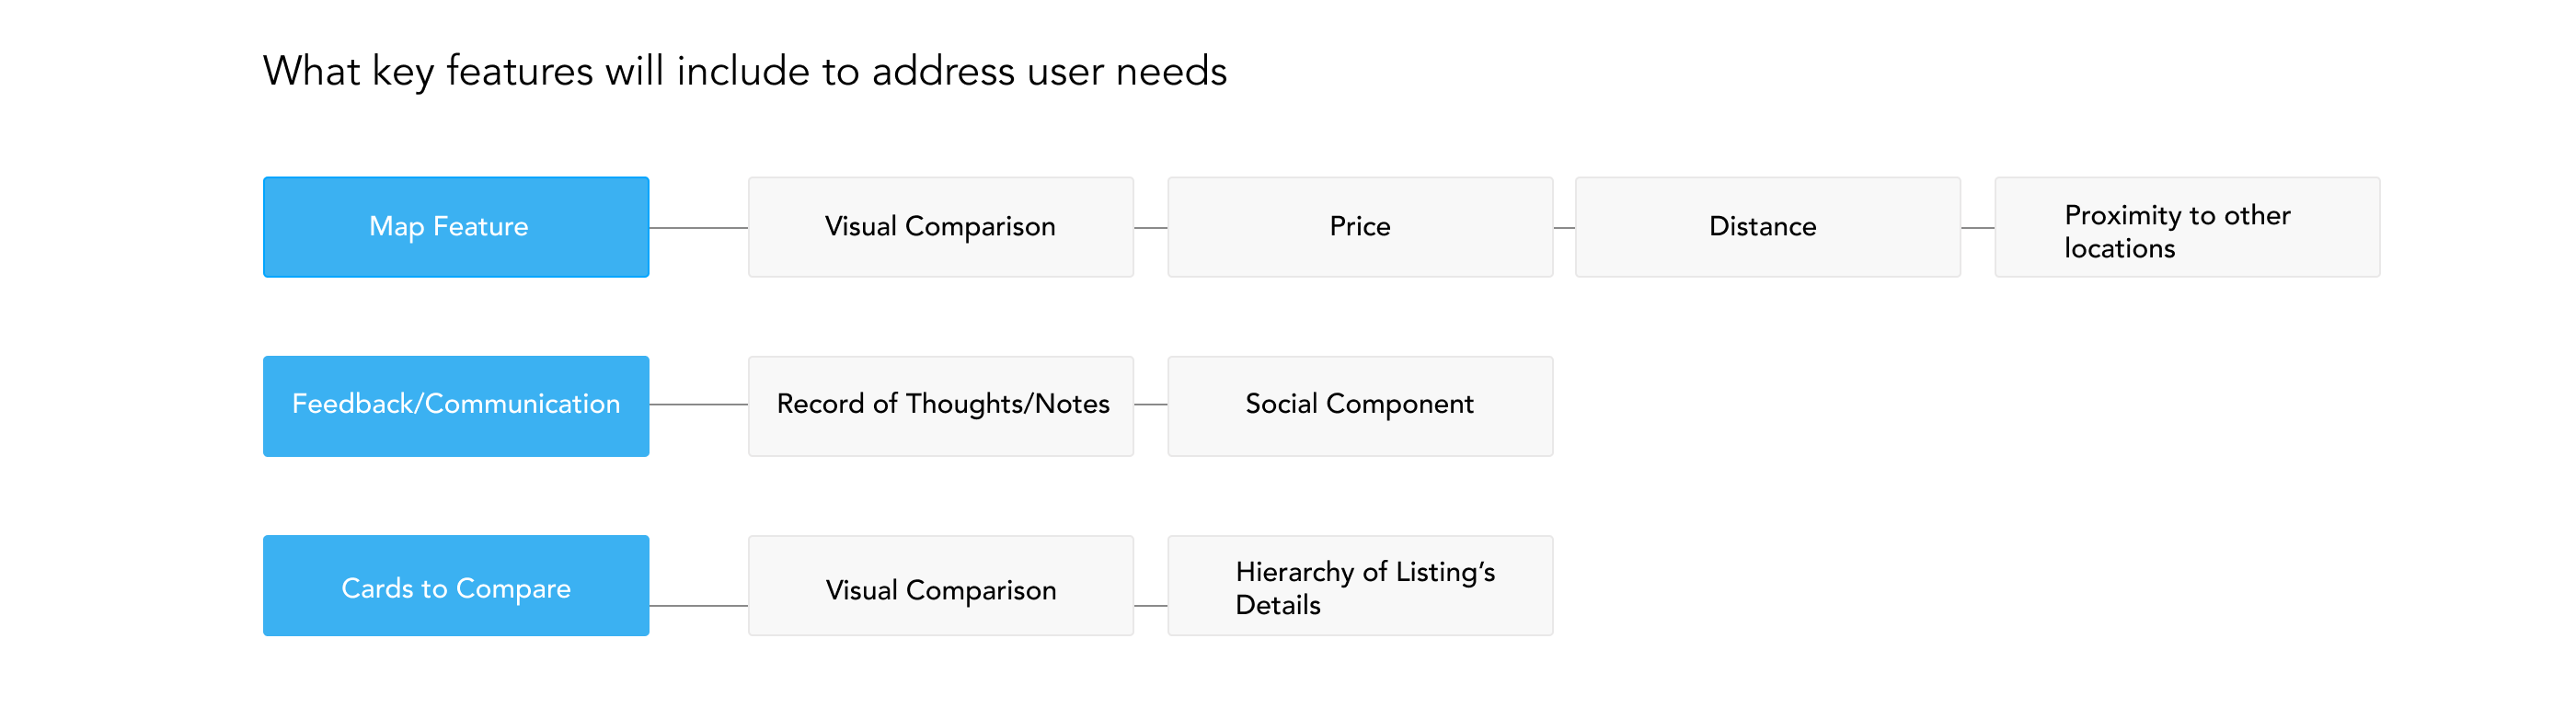 What key features will include to address user needs
Map Feature
Visual Comparison
Price
Distance
Proximity to other
locations
Feedback/Communication
Record of Thoughts/Notes
Social Component
Cards to Compare
Visual Comparison
Hierarchy of Listing’s
Details